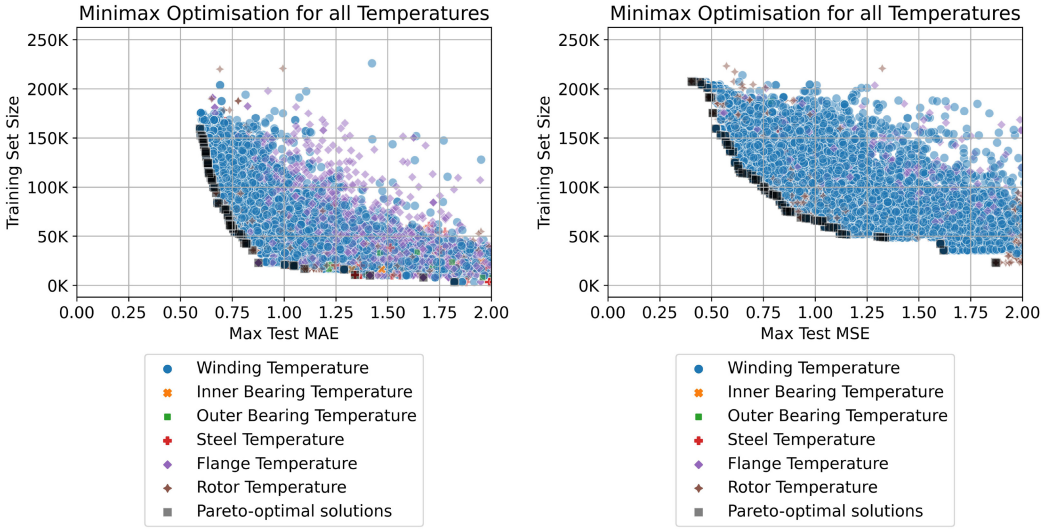 Minimax Optimisation for all Temperatures
250K
200K
150K
100K
50K
0K
Training Set Size
0.00 0.25 0.50 0.75 1.00 1.25 1.50 1.75 2.00
Max Test MAE
Winding Temperature
Inner Bearing Temperature
Outer Bearing Temperature
Steel Temperature
Flange Temperature
Rotor Temperature
Pareto-optimal solutions
Minimax Optimisation for all Temperatures
250K
200K
150K
100K
50K
0K
Training Set Size
0.00 0.25 0.50 0.75 1.00 1.25 1.50 1.75 2.00
Max Test MSE
Winding Temperature
Inner Bearing Temperature
Outer Bearing Temperature
Steel Temperature
Flange Temperature
Rotor Temperature
Pareto-optimal solutions